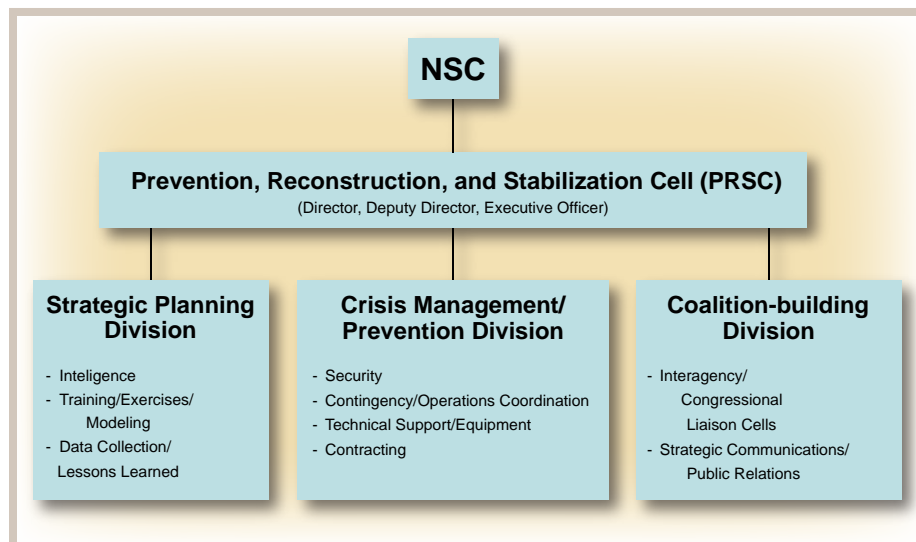 NSC
Prevention, Reconstruction, and Stabilization Cell (PRSC)
(Director, Deputy Director, Executive Officer)
Strategic Planning
Division
- Inteligence
- Training/Exercises/
Modeling
- Data Collection/
Lessons Learned
Crisis Management/
Prevention Division
- Security
- Contingency/Operations Coordination
- Technical Support/Equipment
- Contracting
Coalition-building
Division
- Interagency/
Congressional
Liaison Cells
- Strategic Communications/
Public Relations